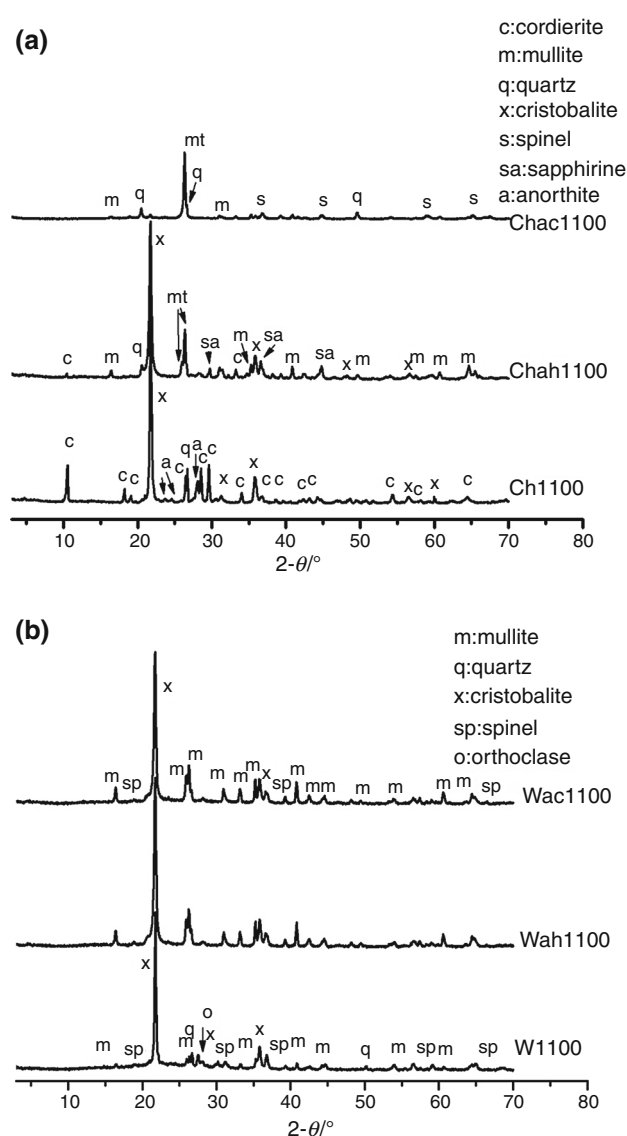 (a)
c:cordierite
m:mullite
q:quartz
x:cristobalite
s:spinel
sa:sapphirine
a:anorthite
mt
q
m q m s s q s s
Chac1100
x
mt
c m q sa m x sa c m sa x m x m m m
Chah1100
x
c c c a c q a c c x c x c c c c c x c x c
Ch1100
10 20 30 40 50 60 70 80
2-θ/°
(b)
m:mullite
q:quartz
x:cristobalite
sp:spinel
o:orthoclase
x
m sp m m m m m x sp m m m m m m m sp
Wac1100
Wah1100
x
o
m sp q m x sp m x sp m m q m sp m sp
W1100
10 20 30 40 50 60 70 80
2-θ/°